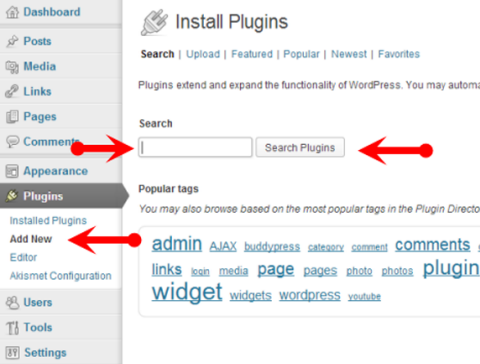 Dashboard
Posts
Media
Links
Pages
Comments
Appearance
Plugins
Installed Plugins
Add New
Editor
Akismet Configuration
Users
Tools
Settings
Install Plugins
Search | Upload | Featured | Popular | Newest | Favorites
Plugins extend and expand the functionality of WordPress. You may
Search
Search Plugins
Popular tags
You may also browse based on the most popular tags in the Plugin
admin AJAX buddypress category comment comments
links login media page pages photo photos plugin
widget widgets wordpress youtube